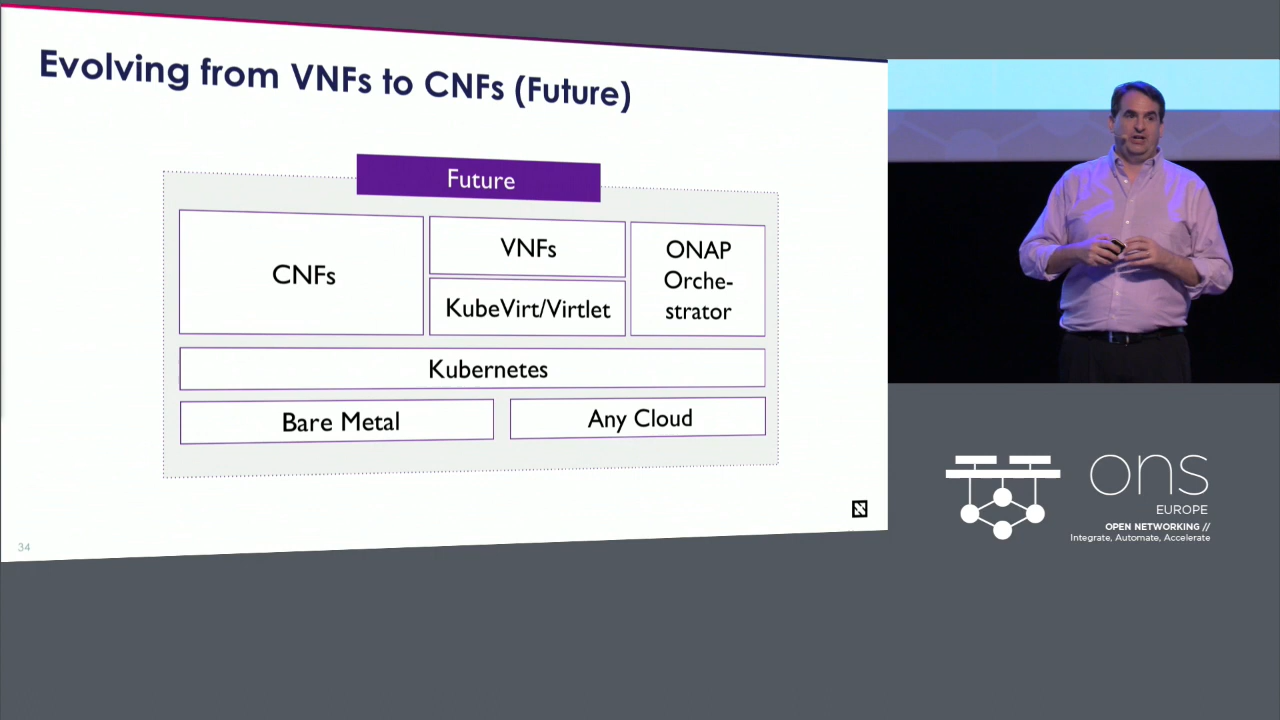 Evolving from VNFs to CNFs (Future)
Future
CNFs
VNFs
KubeVirt/Virtlet
ONAP
Orche-
strator
Kubernetes
Bare Metal
Any Cloud
34
ons
EUROPE
OPEN NETWORKING //
Integrate, Automate, Accelerate